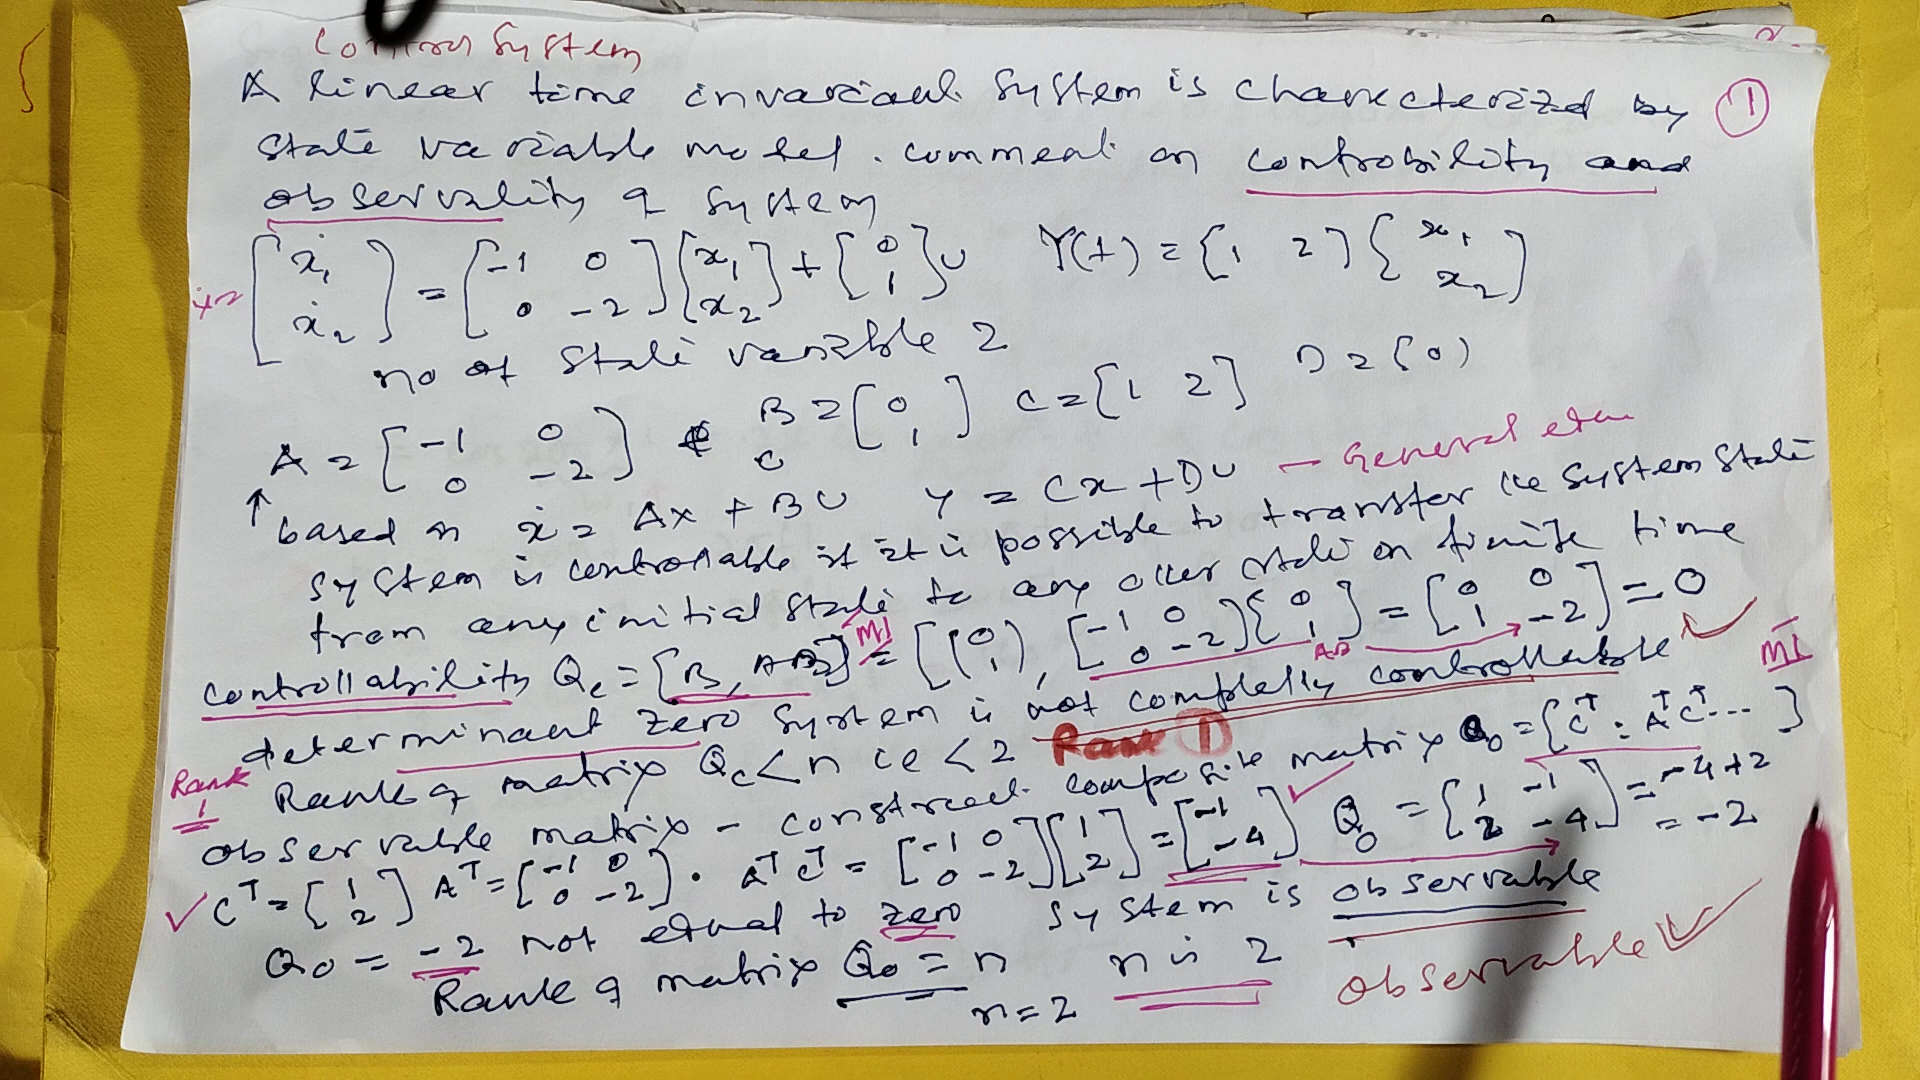 Control System
A linear time invariant System is characterized by ①
state variable model. comment on controbility and
observality of System
ẋ = [ẋ₁ ẋ₂] = [-1 0 0 -2] [x₁ x₂] + [0 1] U Y(t) = [1 2] [x₁ x₂]
no of State variable 2
A = [-1 0 0 -2] B = [0 1] C = [1 2] D = [0]
↑ based on ẋ = AX + BU Y = Cx + DU — General
System is controllable if it is possible to transfer the System State
from any initial state to any other state in finite time
controllability Qc = [B, AB] M1 = [(0 1), [-1 0 0 -2] [0 1] AB = [0 0 1 -2] = 0 ✓
determinant zero System is not completly controllable M2
Rank 1 Rank of matrix Qc < n ie < 2 Rank ①
observable matrix - construct composite matrix Q₀ = [Cᵀ : AᵀCᵀ ... ]
✓ Cᵀ = [1 2] Aᵀ = [-1 0 0 -2] . AᵀCᵀ = [-1 0 0 -2] [1 2] = [-1 -4] ✓ Q₀ = [1 -1 2 -4] = -4+2 = -2
Q₀ = -2 not equal to zero System is observable
Rank of matrix Q₀ = n n is 2 observable ✓
n = 2